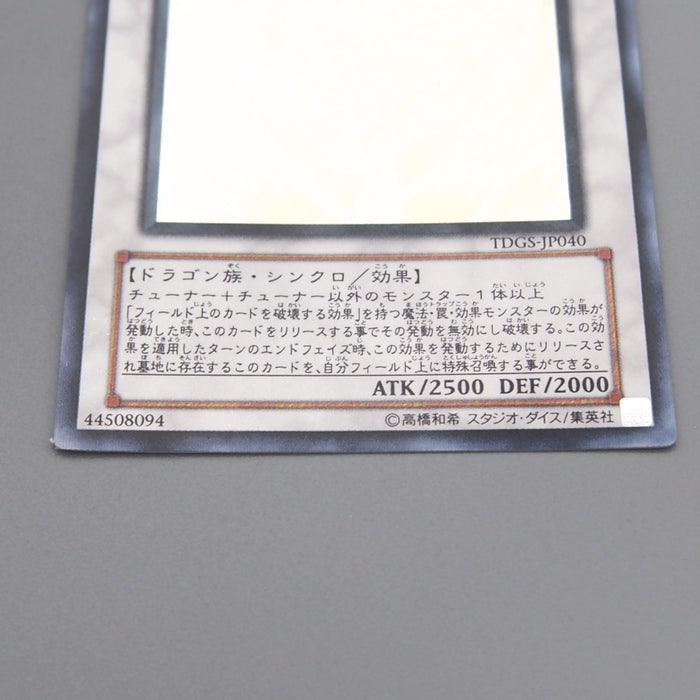 TDGS-JP040
【ドラゴン族・シンクロ／効果】
チューナー＋チューナー以外のモンスター１体以上
「フィールド上のカードを破壊する効果」を持つ魔法・罠・効果モンスターの効果が
発動した時、このカードをリリースする事でその発動を無効にし破壊する。この効
果を適用したターンのエンドフェイズ時、この効果を発動するためにリリースさ
れ墓地に存在するこのカードを、自分フィールド上に特殊召喚する事ができる。
ATK/2500 DEF/2000
44508094
©高橋和希 スタジオ・ダイス/集英社